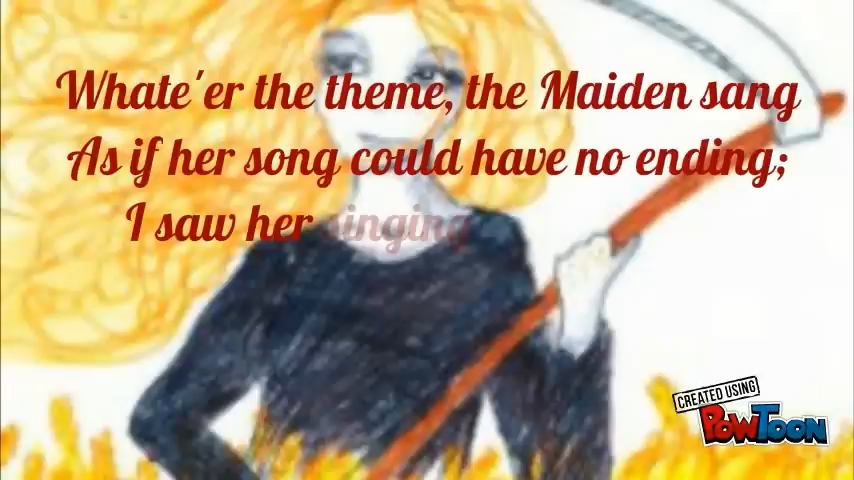 Whate'er the theme, the Maiden sang
As if her song could have no ending;
I saw her singing
CREATED USING
POWTOON